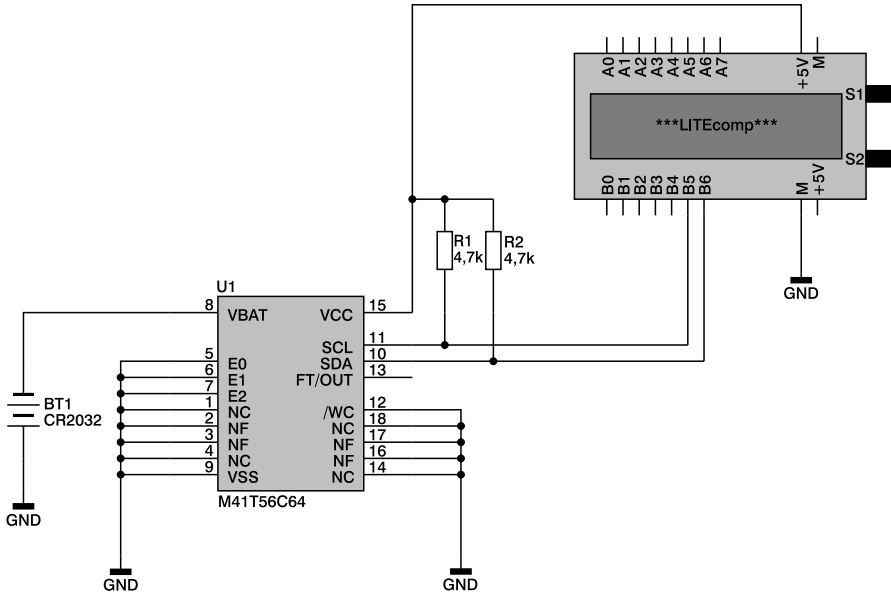 A0 A1 A2 A3 A4 A5 A6 A7 +5V M
S1
***LITEcomp***
S2
B0 B1 B2 B3 B4 B5 B6 M +5V
R1 4,7k
R2 4,7k
GND
U1
8 VBAT VCC 15
SCL 11
5 E0 SDA 10
6 E1 FT/OUT 13
7 E2
1 NC /WC 12
2 NF NC 18
3 NF NF 17
4 NC NF 16
9 VSS NC 14
M41T56C64
BT1
CR2032
GND
GND
GND